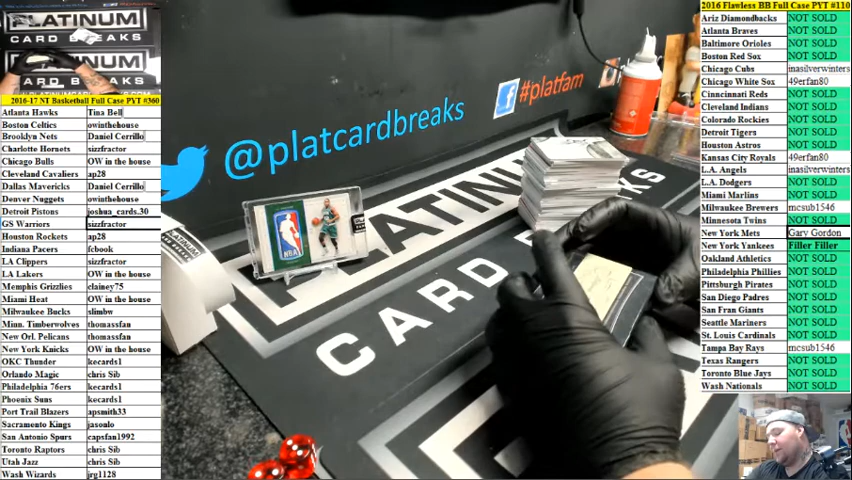 PLATINUM
CARD BREAKS
PLATINUM
CARD BREAKS
2016-17 NT Basketball Full Case PYT #360
Atlanta Hawks Tina Bell
Boston Celtics owinthehouse
Brooklyn Nets Daniel Cerrillo
Charlotte Hornets sizzfractor
Chicago Bulls OW in the house
Cleveland Cavaliers ap28
Dallas Mavericks Daniel Cerrillo
Denver Nuggets owinthehouse
Detroit Pistons joshua_cards.30
GS Warriors sizzfractor
Houston Rockets ap28
Indiana Pacers fcbook
LA Clippers sizzfractor
LA Lakers OW in the house
Memphis Grizzlies clainey75
Miami Heat OW in the house
Milwaukee Bucks slimbw
Minn. Timberwolves thomassfan
New Orl. Pelicans thomassfan
New York Knicks OW in the house
OKC Thunder kecards1
Orlando Magic chris Sib
Philadelphia 76ers kecards1
Phoenix Suns kecards1
Port Trail Blazers apsmith33
Sacramento Kings jasonlo
San Antonio Spurs capsfan1992
Toronto Raptors chris Sib
Utah Jazz chris Sib
Wash Wizards jrg1128
@platcardbreaks
#platfam
NBA
PLATINUM
CARD BREAKS
2016 Flawless BB Full Case PYT #110
Ariz Diamondbacks NOT SOLD
Atlanta Braves NOT SOLD
Baltimore Orioles NOT SOLD
Boston Red Sox NOT SOLD
Chicago Cubs inasilverwinters
Chicago White Sox 49erfan80
Cinncinnati Reds NOT SOLD
Cleveland Indians NOT SOLD
Colorado Rockies NOT SOLD
Detroit Tigers NOT SOLD
Houston Astros NOT SOLD
Kansas City Royals 49erfan80
L.A. Angels inasilverwinters
L.A. Dodgers NOT SOLD
Miami Marlins NOT SOLD
Milwaukee Brewers mcsub1546
Minnesota Twins NOT SOLD
New York Mets Gary Gordon
New York Yankees Filler Filler
Oakland Athletics NOT SOLD
Philadelphia Phillies NOT SOLD
Pittsburg Pirates NOT SOLD
San Diego Padres NOT SOLD
San Fran Giants NOT SOLD
Seattle Mariners NOT SOLD
St. Louis Cardinals NOT SOLD
Tampa Bay Rays mcsub1546
Texas Rangers NOT SOLD
Toronto Blue Jays NOT SOLD
Wash Nationals NOT SOLD